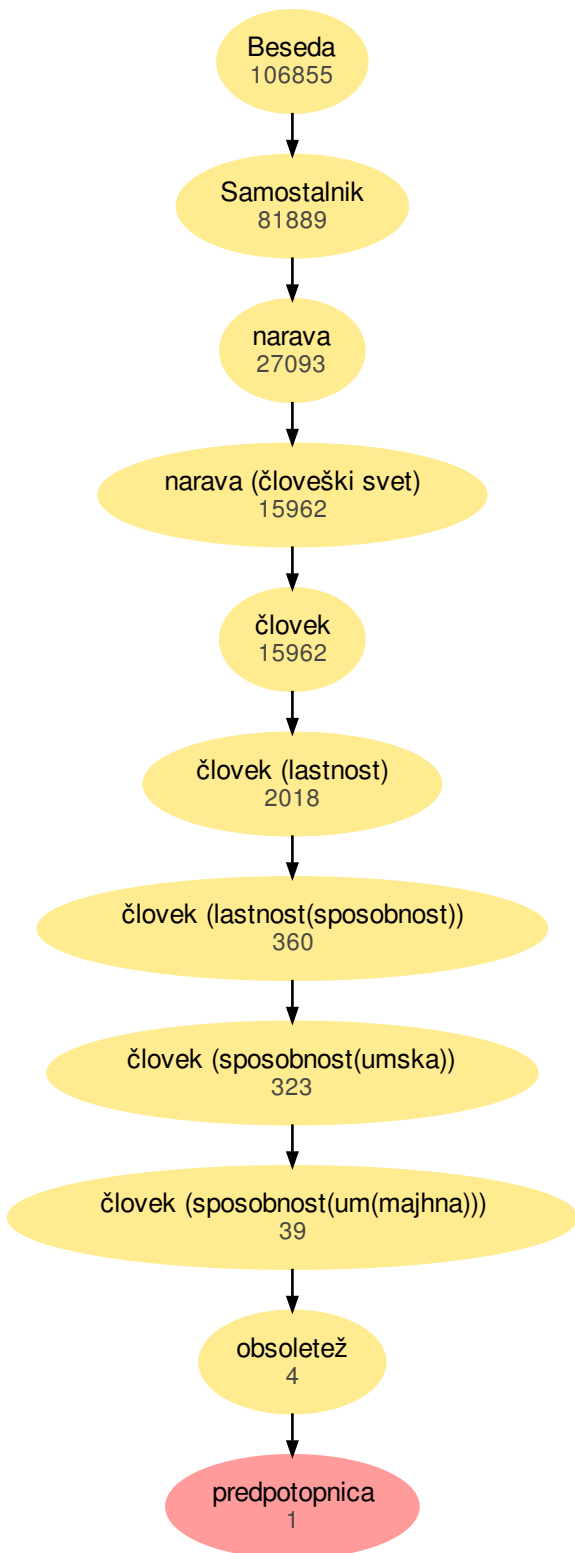 Beseda
106855
Samostalnik
81889
narava
27093
narava (človeški svet)
15962
človek
15962
človek (lastnost)
2018
človek (lastnost(sposobnost))
360
človek (sposobnost(umska))
323
človek (sposobnost(um(majhna)))
39
obsoletež
4
predpotopnica
1